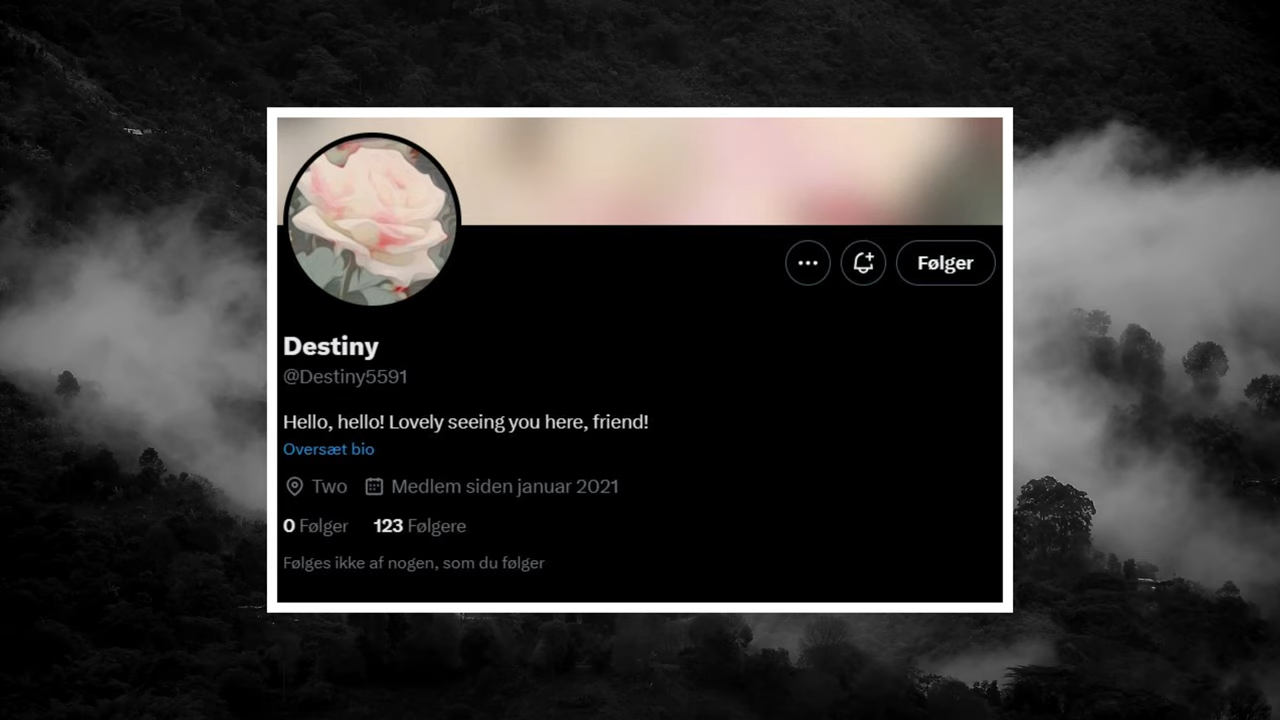 Følger
Destiny
@Destiny5591
Hello, hello! Lovely seeing you here, friend!
Oversæt bio
Two Medlem siden januar 2021
0 Følger 123 Følgere
Følges ikke af nogen, som du følger